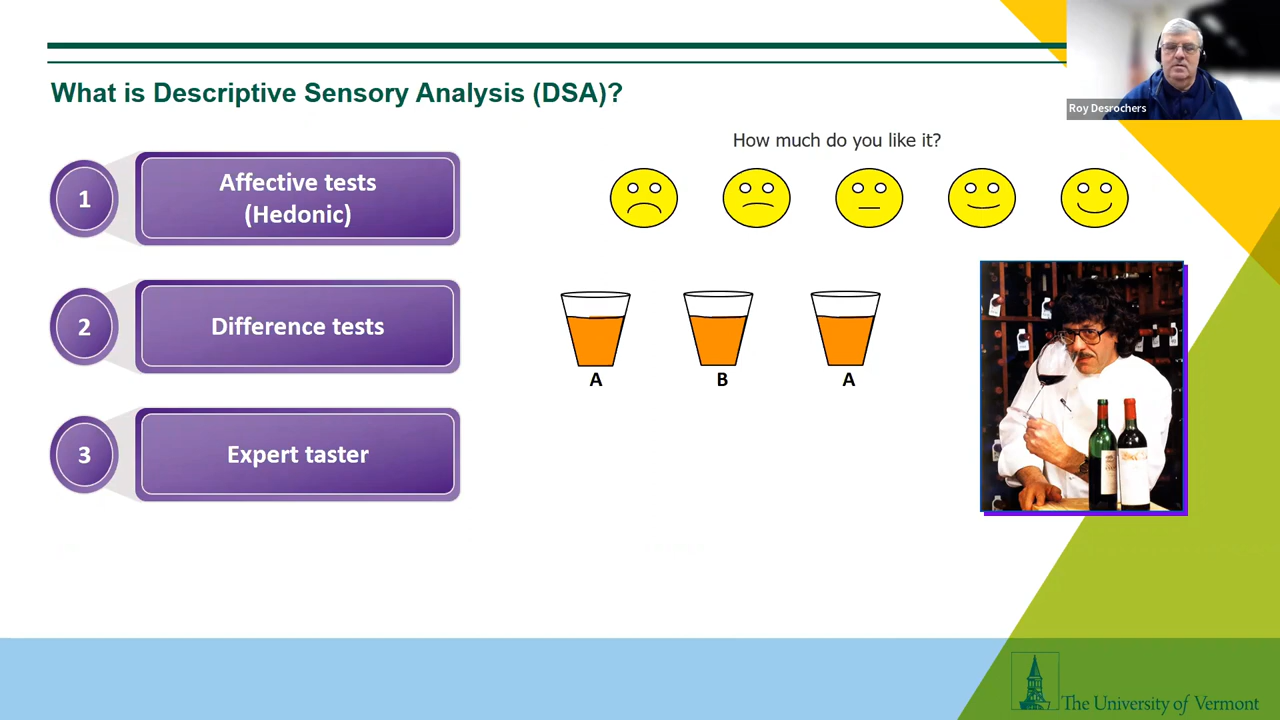 What is Descriptive Sensory Analysis (DSA)?
Roy Desrochers
How much do you like it?
1
Affective tests
(Hedonic)
2
Difference tests
A
B
A
3
Expert taster
The University of Vermont